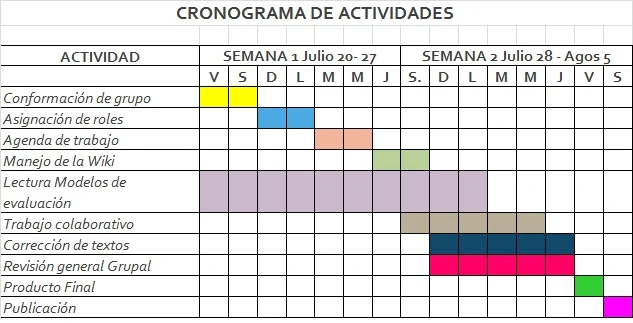 CRONOGRAMA DE ACTIVIDADES
ACTIVIDAD SEMANA 1 Julio 20- 27 SEMANA 2 Julio 28 - Agos 5
V S D L M M J S. D L M M J V S
Conformación de grupo
Asignación de roles
Agenda de trabajo
Manejo de la Wiki
Lectura Modelos de
evaluación
Trabajo colaborativo
Corrección de textos
Revisión general Grupal
Producto Final
Publicación